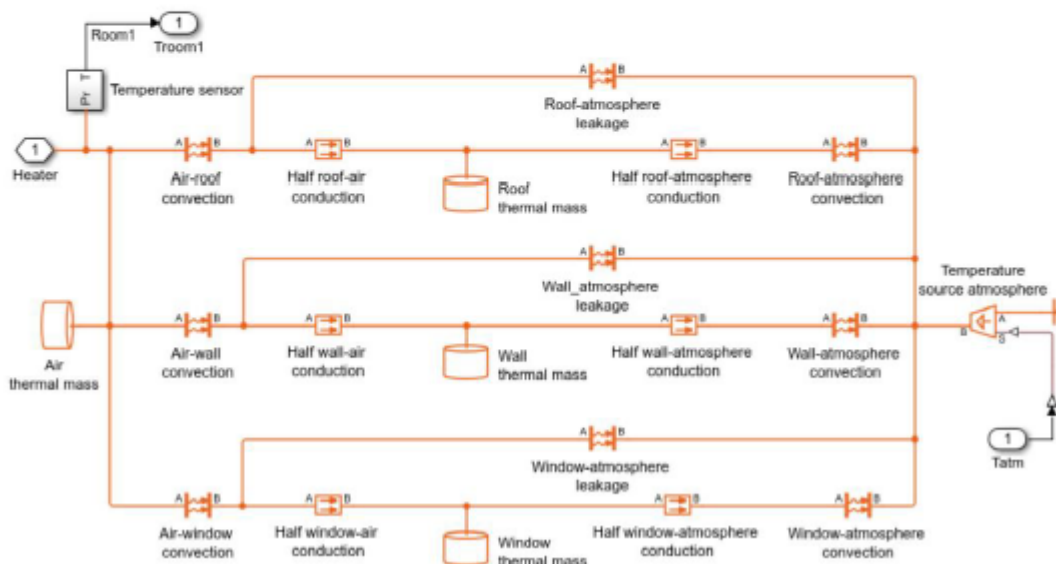 1
Room1
Troom1
Pr T
Temperature sensor
A B
Roof-atmosphere
leakage
1
Heater
A B
Air-roof
convection
A B
Half roof-air
conduction
Roof
thermal mass
A B
Half roof-atmosphere
conduction
A B
Roof-atmosphere
convection
A B
Wall_atmosphere
leakage
Temperature
source atmosphere
B A
S
Air
thermal mass
A B
Air-wall
convection
A B
Half wall-air
conduction
Wall
thermal mass
A B
Half wall-atmosphere
conduction
A B
Wall-atmosphere
convection
A B
Window-atmosphere
leakage
1
Tatm
A B
Air-window
convection
A B
Half window-air
conduction
Window
thermal mass
A B
Half window-atmosphere
conduction
A B
Window-atmosphere
convection